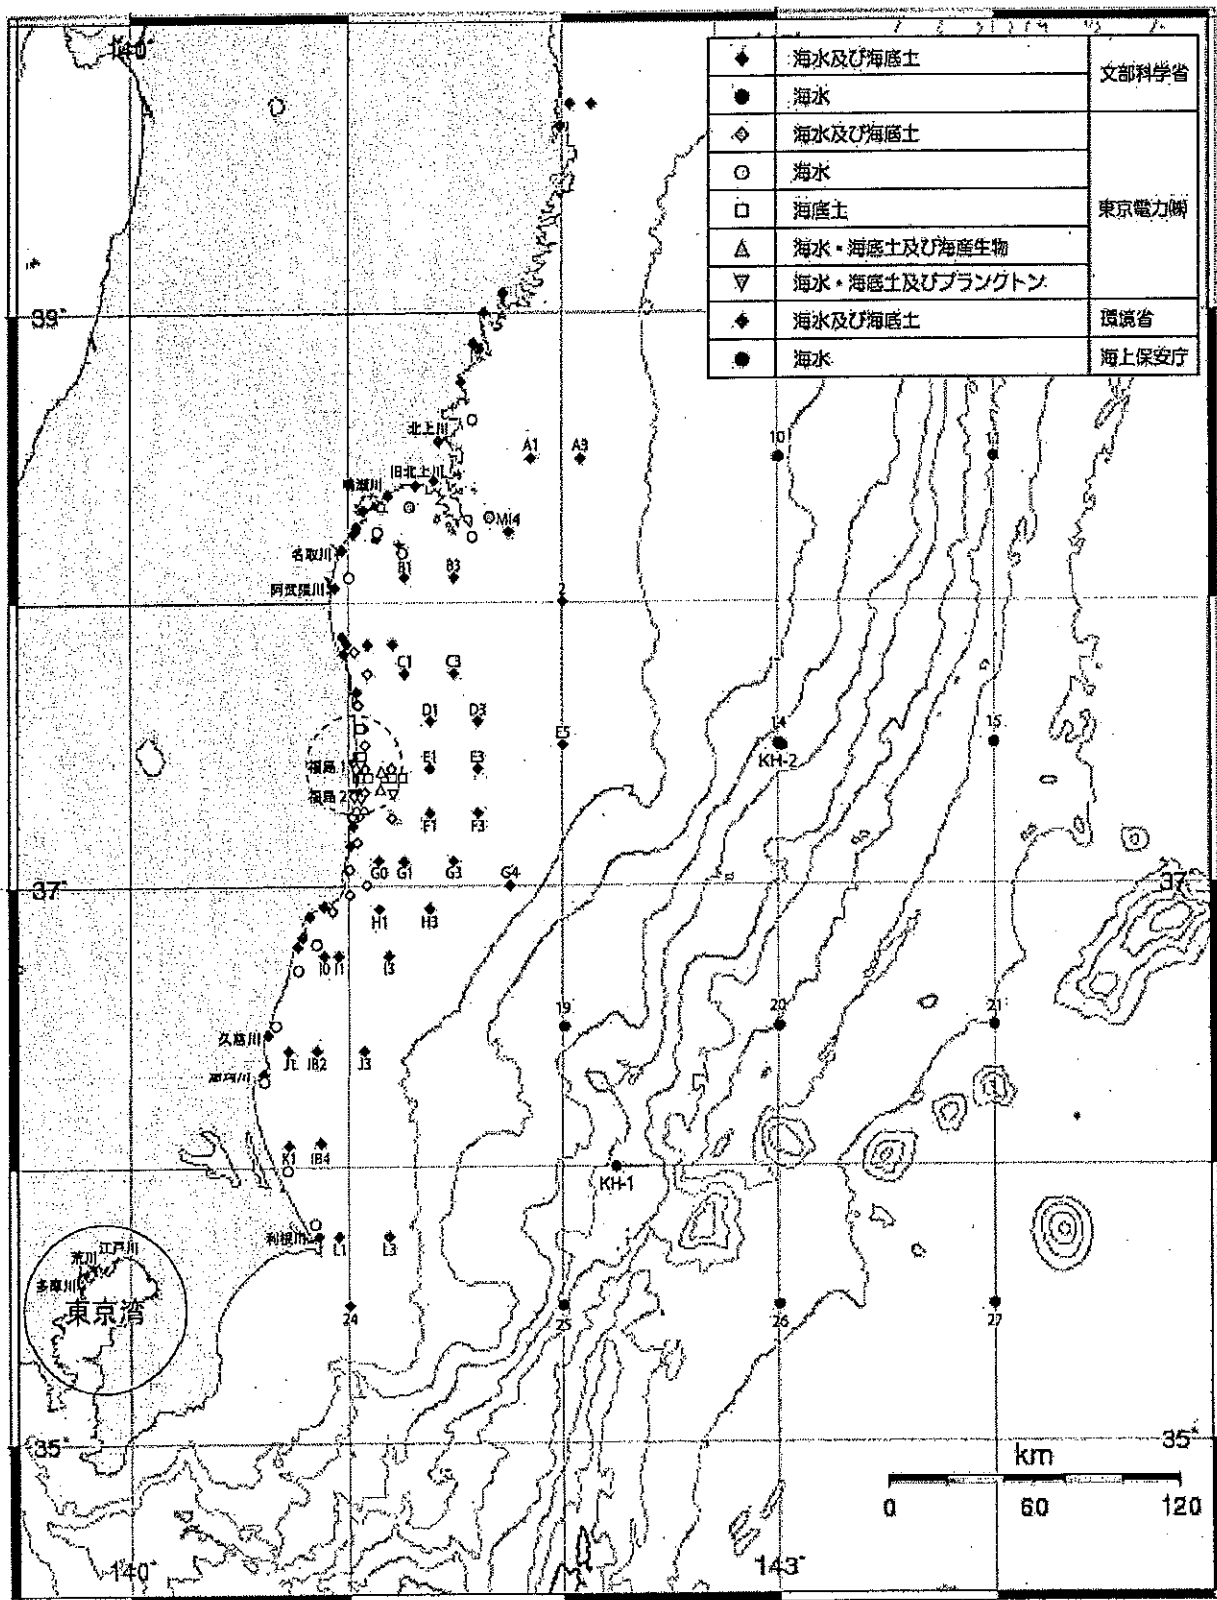 140°
海水及び海底土
文部科学省
海水
海水及び海底土
海水
海底土
東京電力㈱
海水・海底土及び海産生物
海水・海底土及びプランクトン
海水及び海底土
環境省
海水
海上保安庁
39°
北上川
A1
A3
10
旧北上川
MI4
名取川
B1
B3
阿武隈川
2
C1
C3
D1
D3
E5
14
15
KH-2
福島 1
E1
E3
福島 2
F1
F3
37°
G0
G1
G3
G4
37°
H1
H3
I0
I1
I3
19
20
21
久慈川
J1
IB2
J3
K1
IB4
KH-1
利根川
L1
L3
江戸川
荒川
多摩川
東京湾
24
25
26
27
35°
35°
km
0
60
120
140°
143°